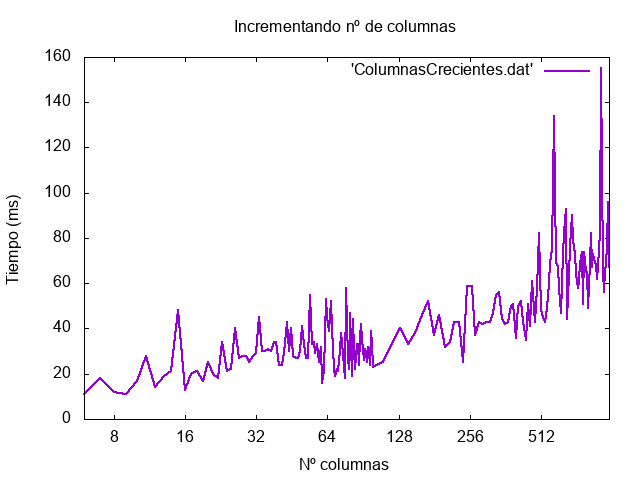 Incrementando nº de columnas
160
140
120
100
80
60
40
20
0
Tiempo (ms)
'ColumnasCrecientes.dat'
8 16 32 64 128 256 512
Nº columnas